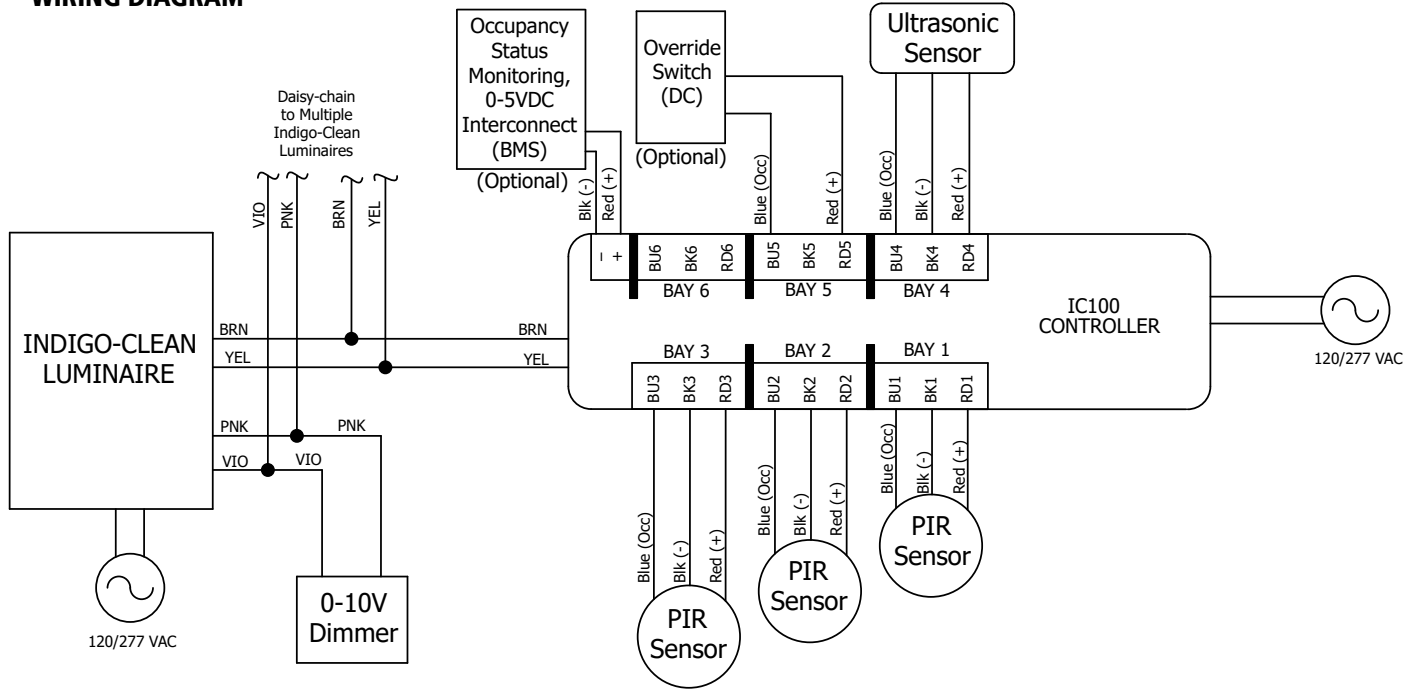 WIRING DIAGRAM
Occupancy
Status
Monitoring,
0-5VDC
Interconnect
(BMS)
(Optional)
Override
Switch
(DC)
(Optional)
Ultrasonic
Sensor
Daisy-chain
to Multiple
Indigo-Clean
Luminaires
VIO
PNK
BRN
YEL
Blk (-)
Red (+)
Blue (Occ)
Red (+)
Blue (Occ)
Blk (-)
Red (+)
– +
BU6
BK6
RD6
BU5
BK5
RD5
BU4
BK4
RD4
BAY 6
BAY 5
BAY 4
IC100
CONTROLLER
120/277 VAC
INDIGO-CLEAN
LUMINAIRE
BRN
BRN
YEL
YEL
PNK
PNK
VIO
VIO
BAY 3
BAY 2
BAY 1
BU3
BK3
RD3
BU2
BK2
RD2
BU1
BK1
RD1
Blue (Occ)
Blk (-)
Red (+)
Blue (Occ)
Blk (-)
Red (+)
Blue (Occ)
Blk (-)
Red (+)
PIR
Sensor
PIR
Sensor
PIR
Sensor
0-10V
Dimmer
120/277 VAC